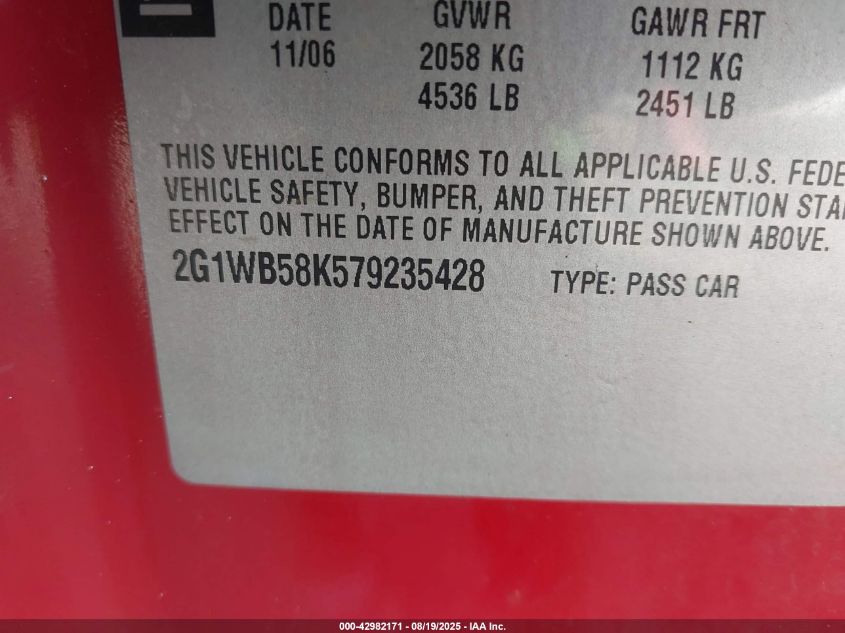 DATE GVWR GAWR FRT
11/06 2058 KG 1112 KG
4536 LB 2451 LB
THIS VEHICLE CONFORMS TO ALL APPLICABLE U.S. FEDE
VEHICLE SAFETY, BUMPER, AND THEFT PREVENTION STA
EFFECT ON THE DATE OF MANUFACTURE SHOWN ABOVE.
2G1WB58K579235428 TYPE: PASS CAR
000-42982171 - 08/19/2025 - IAA Inc.